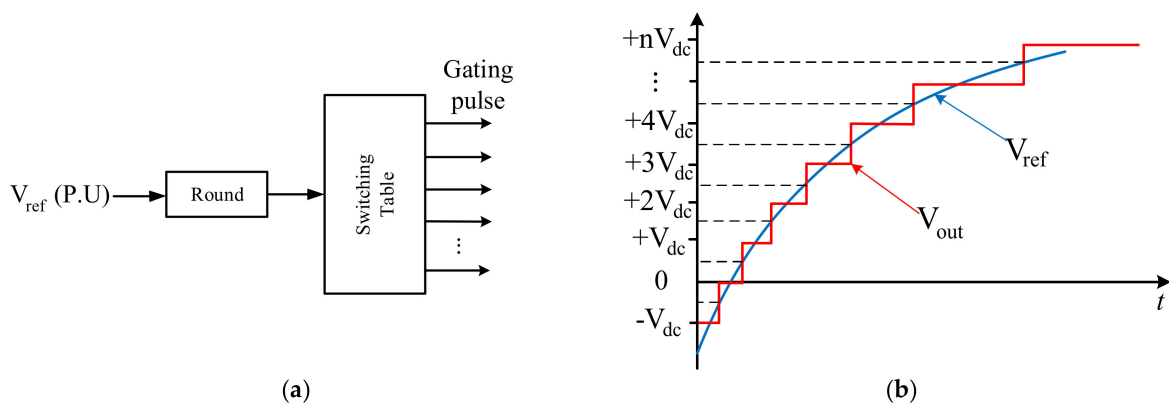 Gating
pulse
V_ref (P.U)
Round
Switching
Table
...
(a)
+nV_dc
⋮
+4V_dc
+3V_dc
+2V_dc
+V_dc
0
-V_dc
V_ref
V_out
t
(b)